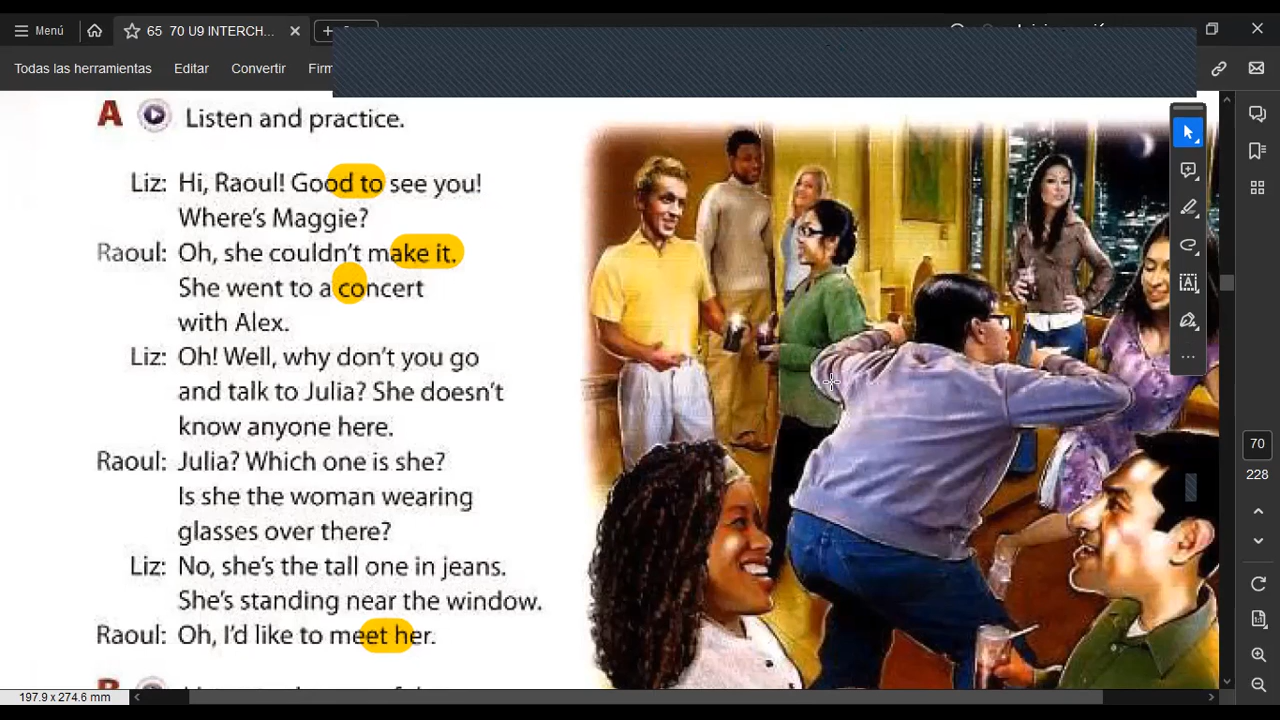 Menú
65 70 U9 INTERCH...
Todas las herramientas Editar Convertir Firm
A Listen and practice.
Liz: Hi, Raoul! Good to see you!
Where's Maggie?
Raoul: Oh, she couldn't make it.
She went to a concert
with Alex.
Liz: Oh! Well, why don't you go
and talk to Julia? She doesn't
know anyone here.
Raoul: Julia? Which one is she?
Is she the woman wearing
glasses over there?
Liz: No, she's the tall one in jeans.
She's standing near the window.
Raoul: Oh, I'd like to meet her.
70
228
197.9 x 274.6 mm